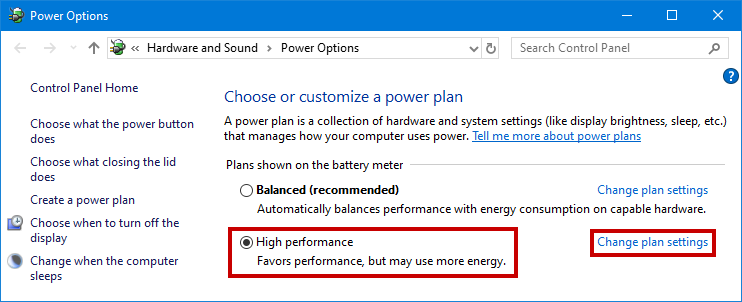 Power Options
« Hardware and Sound › Power Options
Search Control Panel
Control Panel Home
Choose what the power button
does
Choose what closing the lid
does
Create a power plan
Choose when to turn off the
display
Change when the computer
sleeps
Choose or customize a power plan
A power plan is a collection of hardware and system settings (like display brightness, sleep, etc.)
that manages how your computer uses power. Tell me more about power plans
Plans shown on the battery meter
Balanced (recommended) Change plan settings
Automatically balances performance with energy consumption on capable hardware.
High performance Change plan settings
Favors performance, but may use more energy.